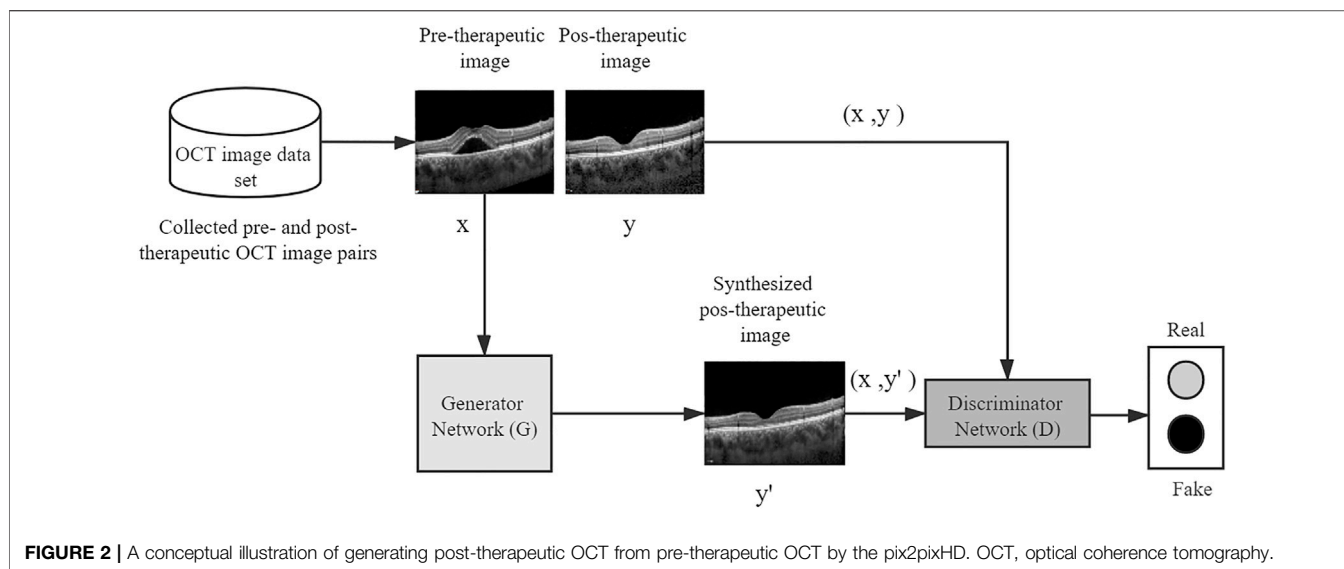 Pre-therapeutic
image
Pos-therapeutic
image
OCT image data
set
Collected pre- and post-
therapeutic OCT image pairs
x
y
(x ,y )
Generator
Network (G)
Synthesized
pos-therapeutic
image
y'
(x ,y' )
Discriminator
Network (D)
Real
Fake
FIGURE 2 | A conceptual illustration of generating post-therapeutic OCT from pre-therapeutic OCT by the pix2pixHD. OCT, optical coherence tomography.